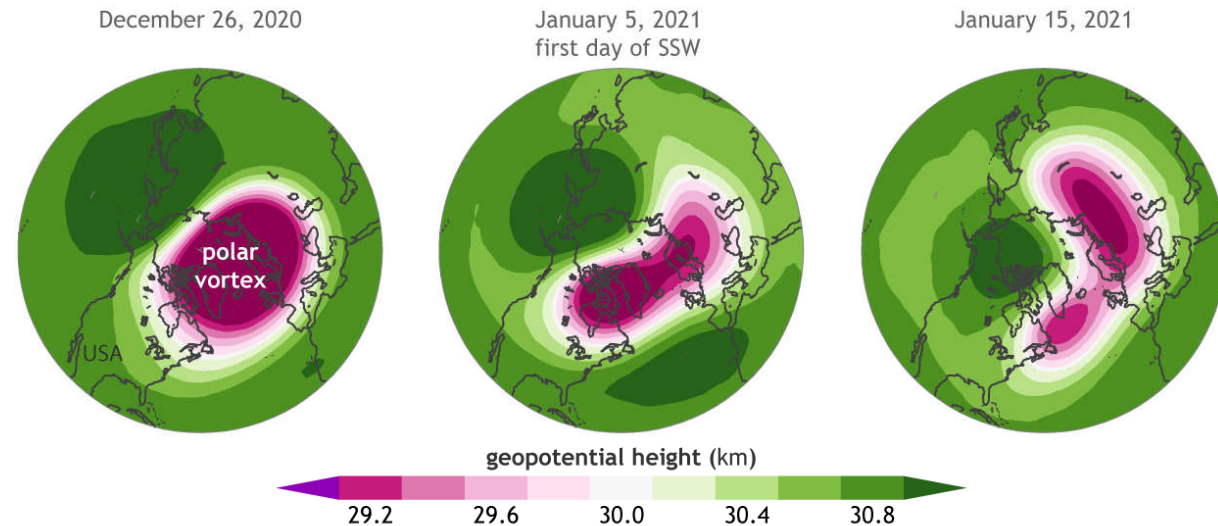 December 26, 2020
January 5, 2021
first day of SSW
January 15, 2021
polar
vortex
USA
geopotential height (km)
29.2 29.6 30.0 30.4 30.8